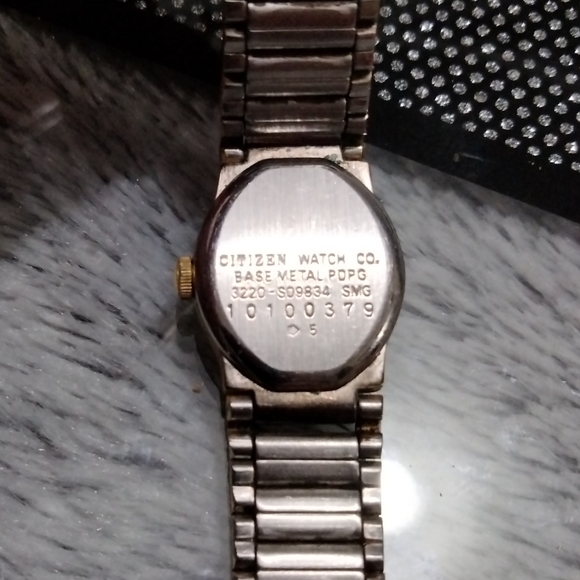 CITIZEN WATCH CO.
BASE METAL, PDPG
3220-S09834 SMG
10100379
5